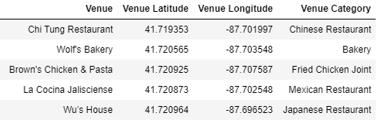 Venue Venue Latitude Venue Longitude Venue Category
Chi Tung Restaurant 41.719353 -87.701997 Chinese Restaurant
Wolf's Bakery 41.720565 -87.703548 Bakery
Brown's Chicken & Pasta 41.720925 -87.707587 Fried Chicken Joint
La Cocina Jalisciense 41.720873 -87.702548 Mexican Restaurant
Wu's House 41.720964 -87.696523 Japanese Restaurant